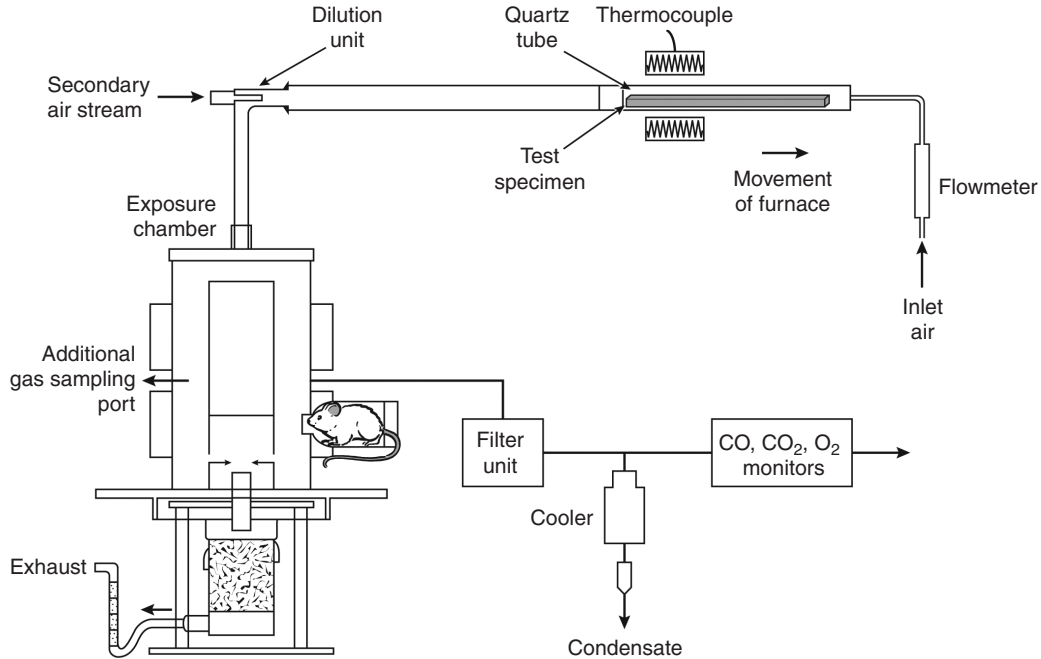 Dilution
unit
Quartz
tube
Thermocouple
Secondary
air stream
Test
specimen
Movement
of furnace
Flowmeter
Exposure
chamber
Inlet
air
Additional
gas sampling
port
Filter
unit
CO, CO₂, O₂
monitors
Cooler
Exhaust
Condensate